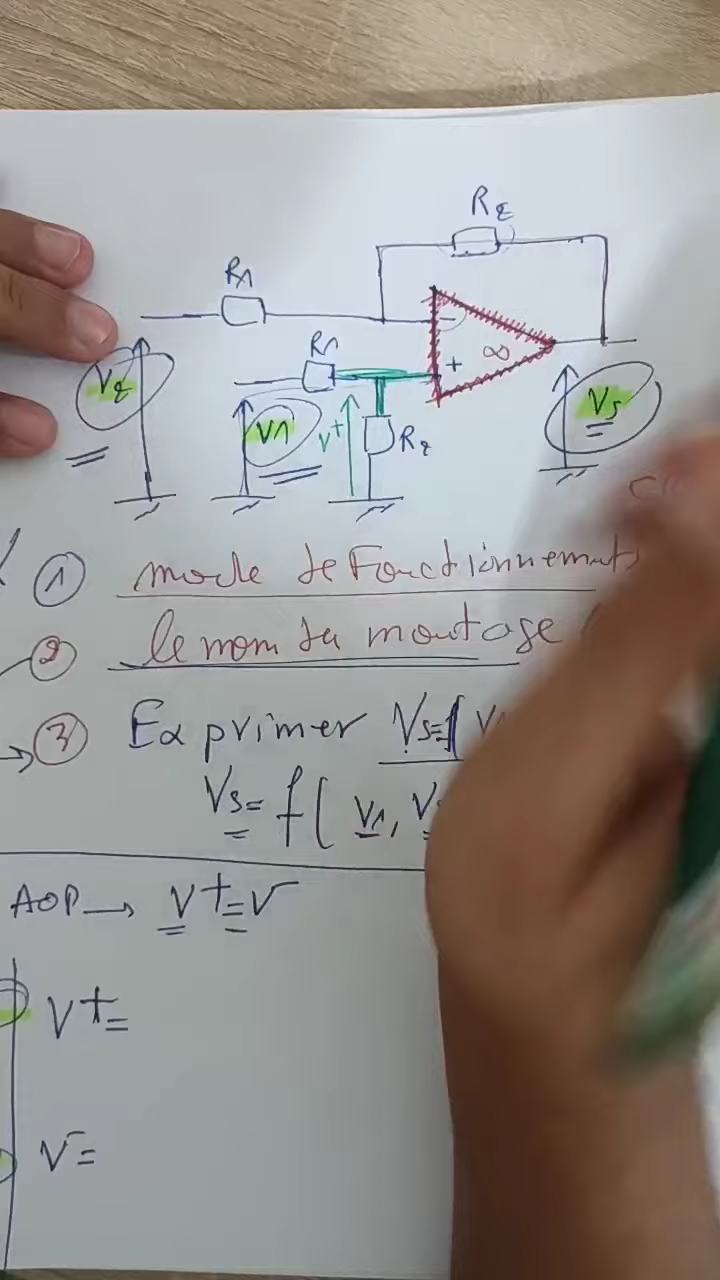 R2
R1
R1
V2
V1
V+
R2
+
∞
Vs
1 mode de Fonctionnement
2 le nom du montage
3 Exprimer Vs=f
Vs= f( V1, V
AOP → V+=V-
V+=
V-=